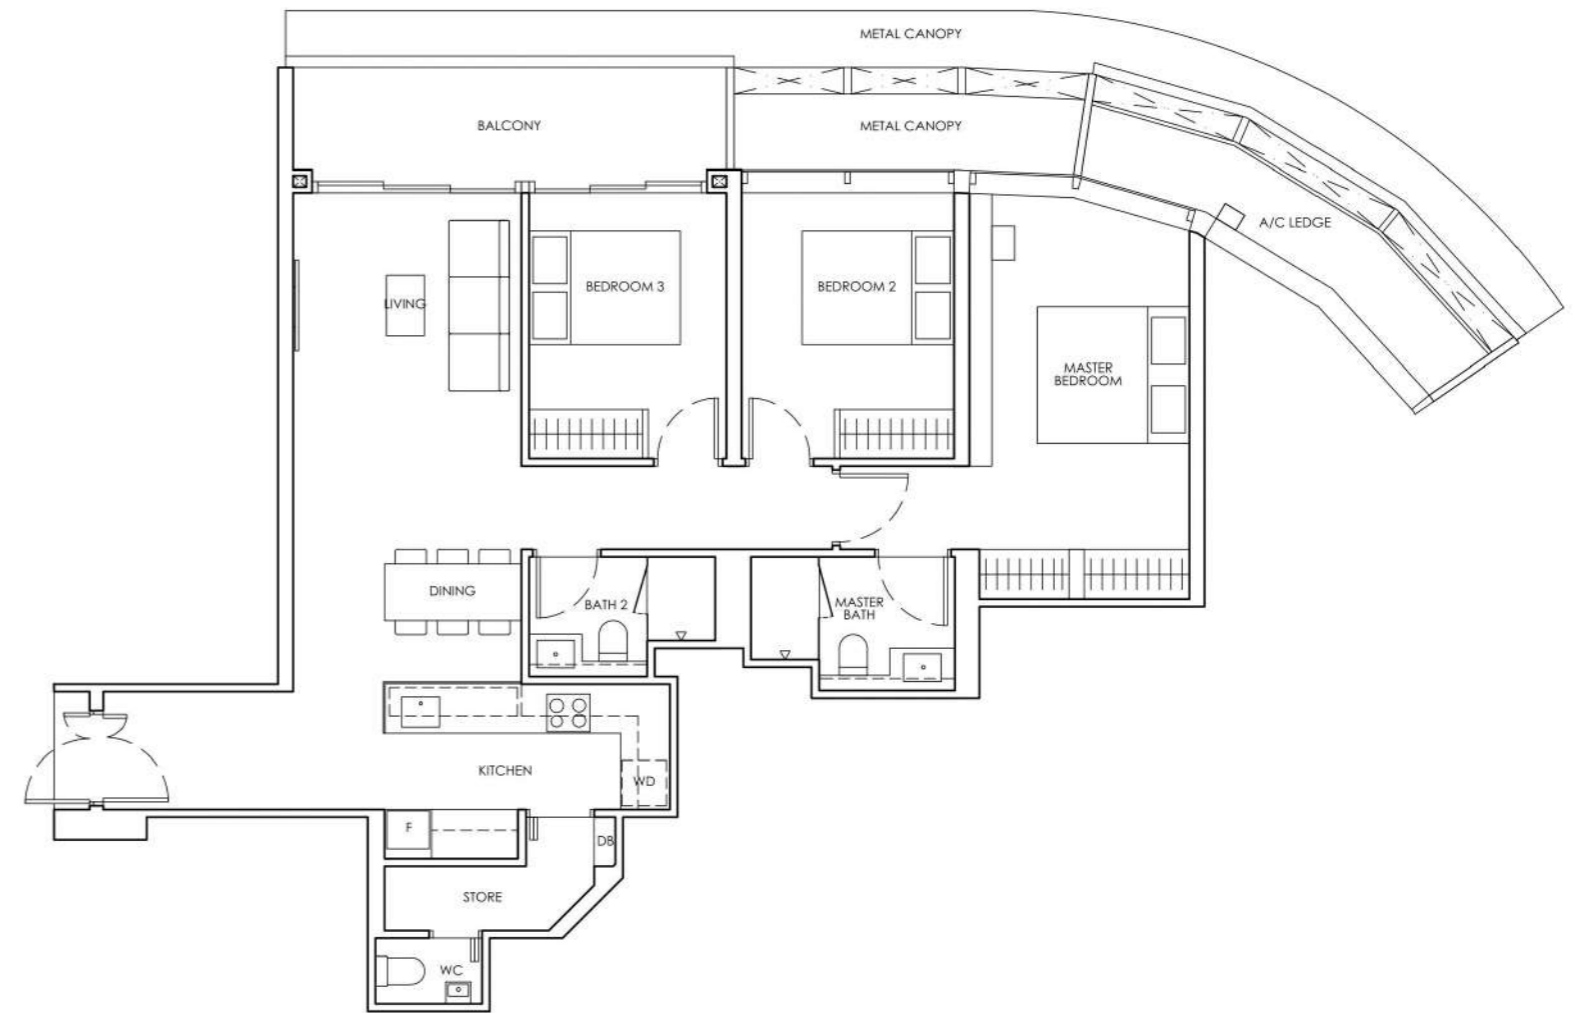 METAL CANOPY
BALCONY
METAL CANOPY
A/C LEDGE
BEDROOM 3
BEDROOM 2
LIVING
MASTER
BEDROOM
DINING
BATH 2
MASTER
BATH
KITCHEN
WD
F
DB
STORE
WC